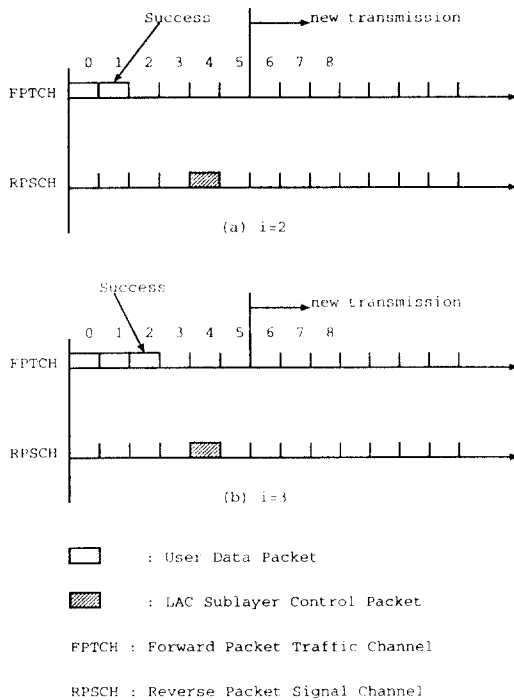 Success
new transmission
0 1 2 3 4 5 6 7 8
FPTCH
RPSCH
(a) i=2
Success
new transmission
0 1 2 3 4 5 6 7 8
FPTCH
RPSCH
(b) i=3
: User Data Packet
: LAC Sublayer Control Packet
FPTCH : Forward Packet Traffic Channel
RPSCH : Reverse Packet Signal Channel